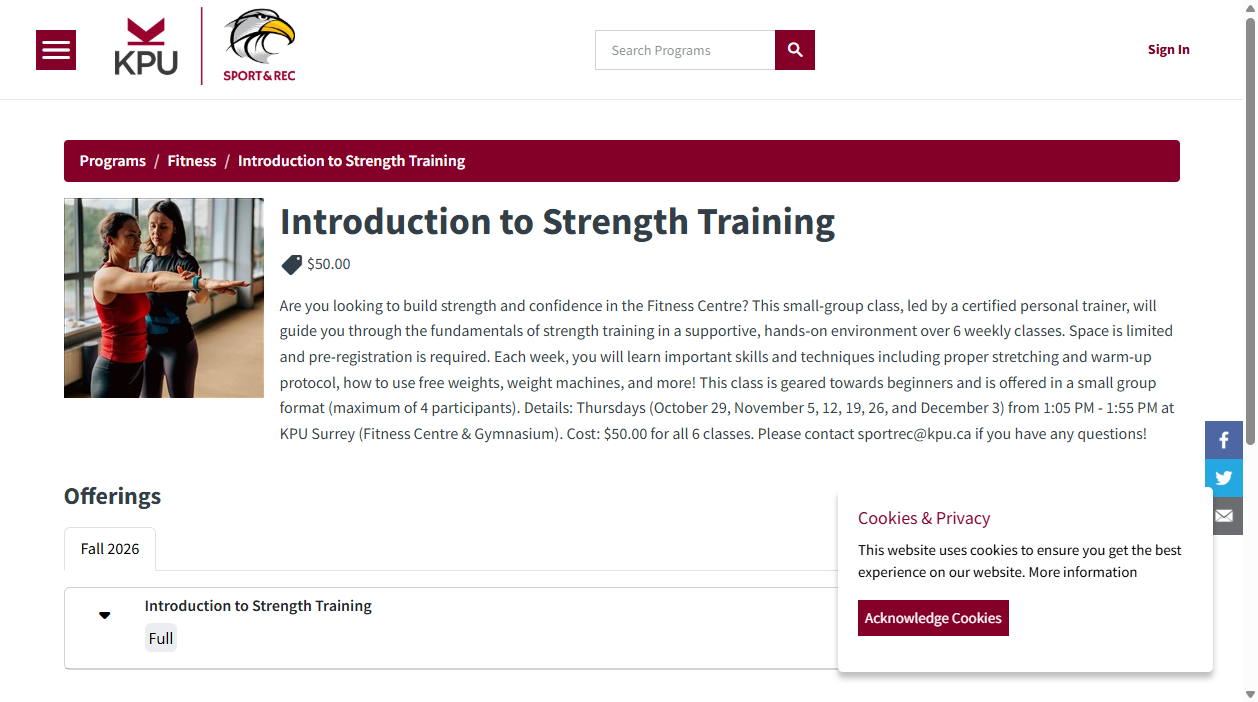 KPU
SPORT & REC
Search Programs
Sign In
Programs / Fitness / Introduction to Strength Training
Introduction to Strength Training
$50.00
Are you looking to build strength and confidence in the Fitness Centre? This small-group class, led by a certified personal trainer, will
guide you through the fundamentals of strength training in a supportive, hands-on environment over 6 weekly classes. Space is limited
and pre-registration is required. Each week, you will learn important skills and techniques including proper stretching and warm-up
protocol, how to use free weights, weight machines, and more! This class is geared towards beginners and is offered in a small group
format (maximum of 4 participants). Details: Thursdays (October 29, November 5, 12, 19, 26, and December 3) from 1:05 PM - 1:55 PM at
KPU Surrey (Fitness Centre & Gymnasium). Cost: $50.00 for all 6 classes. Please contact sportrec@kpu.ca if you have any questions!
Offerings
Fall 2026
Introduction to Strength Training
Full
Cookies & Privacy
This website uses cookies to ensure you get the best
experience on our website. More information
Acknowledge Cookies